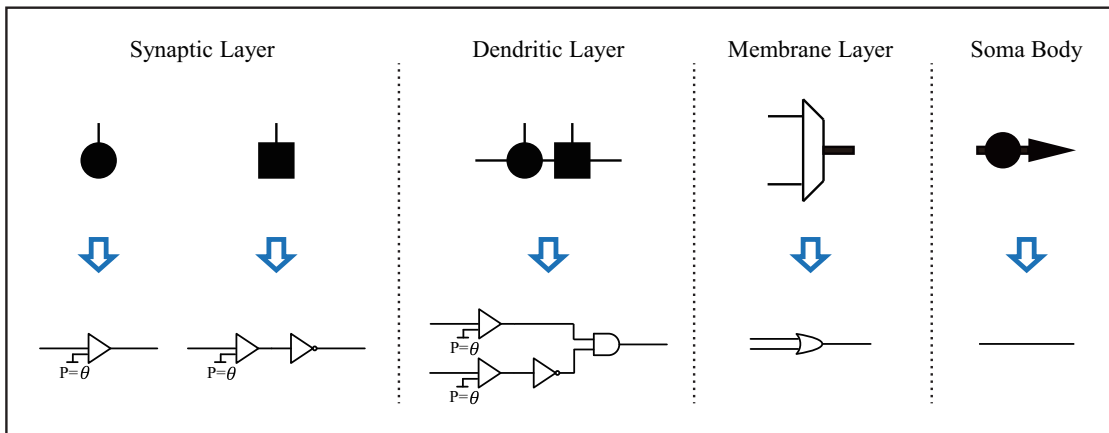 Synaptic Layer
Dendritic Layer
Membrane Layer
Soma Body
P=θ
P=θ
P=θ
P=θ